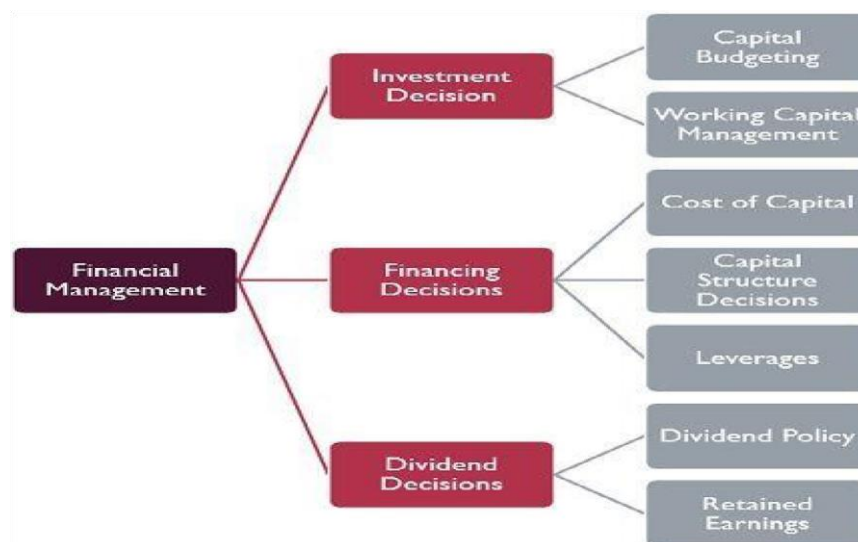 Financial
Management
Investment
Decision
Capital
Budgeting
Working Capital
Management
Financing
Decisions
Cost of Capital
Capital
Structure
Decisions
Leverages
Dividend
Decisions
Dividend Policy
Retained
Earnings